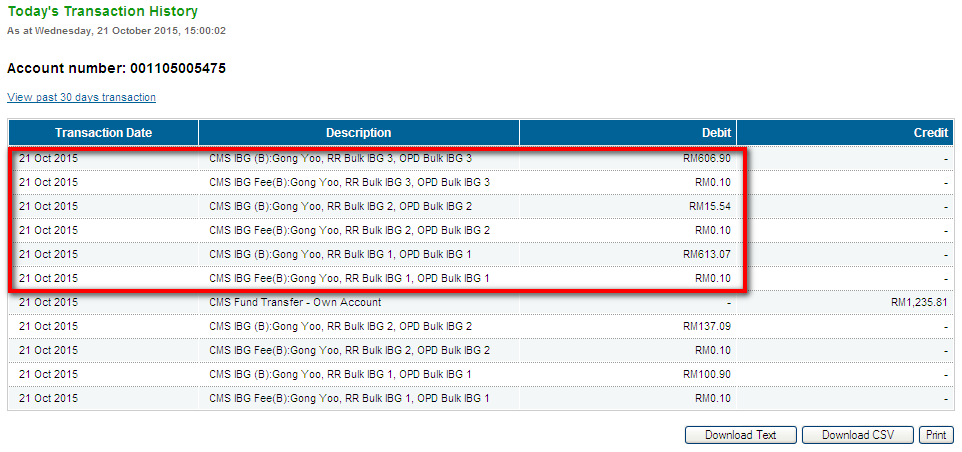 Today's Transaction History
As at Wednesday, 21 October 2015, 15:00:02
Account number: 001105005475
View past 30 days transaction
Transaction Date Description Debit Credit
21 Oct 2015 CMS IBG (B):Gong Yoo, RR Bulk IBG 3, OPD Bulk IBG 3 RM606.90 -
21 Oct 2015 CMS IBG Fee(B):Gong Yoo, RR Bulk IBG 3, OPD Bulk IBG 3 RM0.10 -
21 Oct 2015 CMS IBG (B):Gong Yoo, RR Bulk IBG 2, OPD Bulk IBG 2 RM15.54 -
21 Oct 2015 CMS IBG Fee(B):Gong Yoo, RR Bulk IBG 2, OPD Bulk IBG 2 RM0.10 -
21 Oct 2015 CMS IBG (B):Gong Yoo, RR Bulk IBG 1, OPD Bulk IBG 1 RM613.07 -
21 Oct 2015 CMS IBG Fee(B):Gong Yoo, RR Bulk IBG 1, OPD Bulk IBG 1 RM0.10 -
21 Oct 2015 CMS Fund Transfer - Own Account - RM1,235.81
21 Oct 2015 CMS IBG (B):Gong Yoo, RR Bulk IBG 2, OPD Bulk IBG 2 RM137.09 -
21 Oct 2015 CMS IBG Fee(B):Gong Yoo, RR Bulk IBG 2, OPD Bulk IBG 2 RM0.10 -
21 Oct 2015 CMS IBG (B):Gong Yoo, RR Bulk IBG 1, OPD Bulk IBG 1 RM100.90 -
21 Oct 2015 CMS IBG Fee(B):Gong Yoo, RR Bulk IBG 1, OPD Bulk IBG 1 RM0.10 -
Download Text Download CSV Print